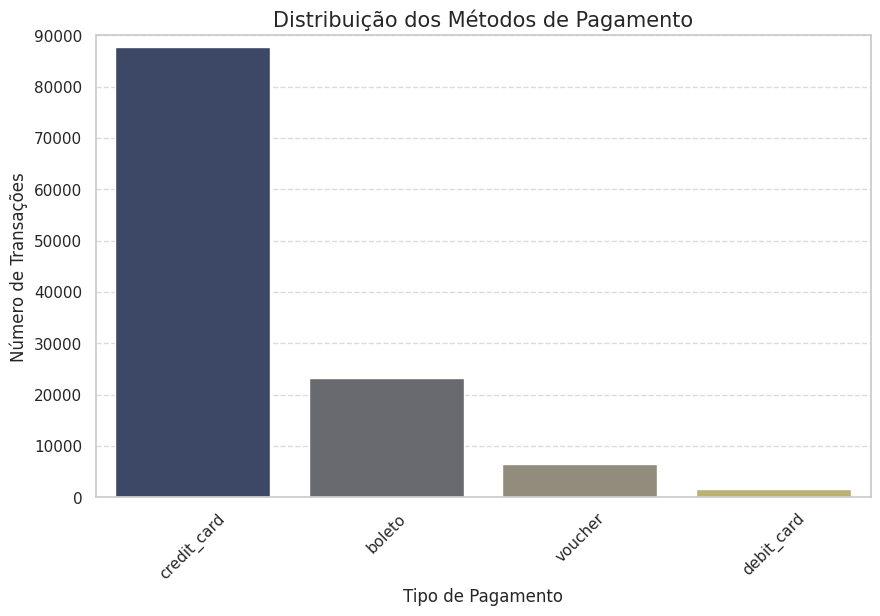 Distribuição dos Métodos de Pagamento
Número de Transações
90000
80000
70000
60000
50000
40000
30000
20000
10000
0
credit_card
boleto
voucher
debit_card
Tipo de Pagamento